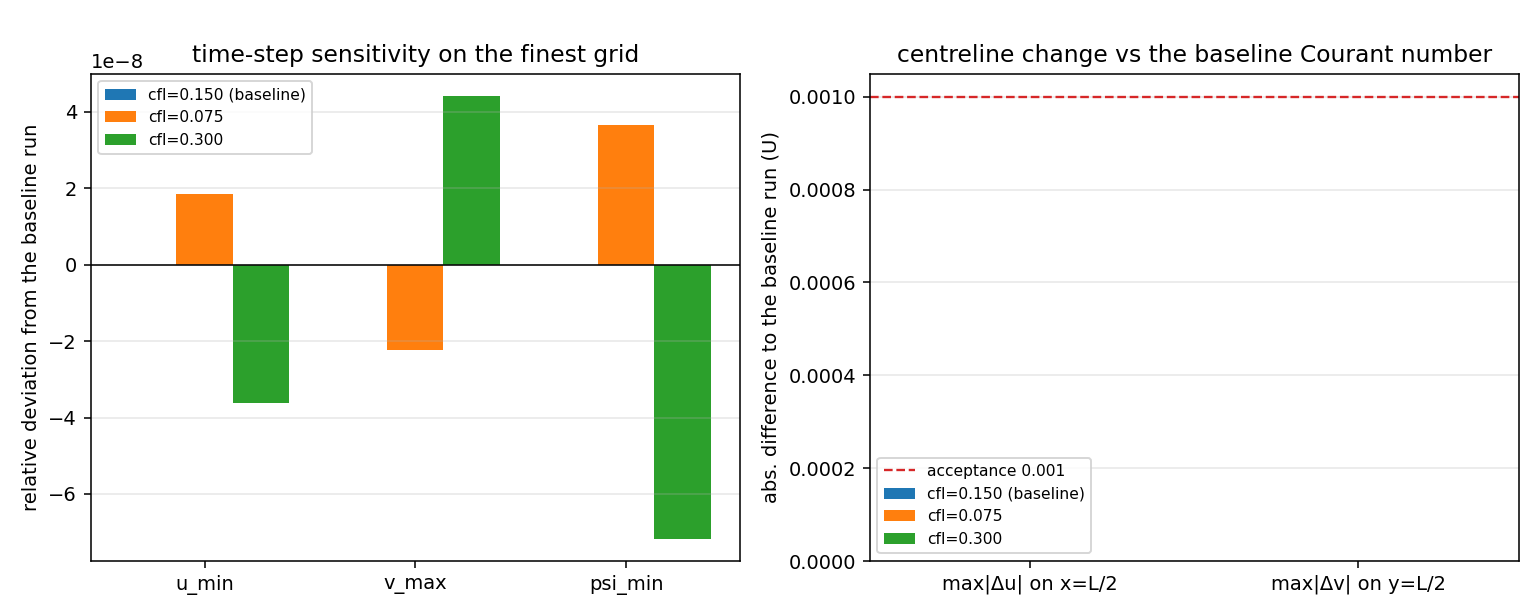 time-step sensitivity on the finest grid
1e−8
cfl=0.150 (baseline)
cfl=0.075
cfl=0.300
relative deviation from the baseline run
4
2
0
−2
−4
−6
u_min
v_max
psi_min
centreline change vs the baseline Courant number
abs. difference to the baseline run (U)
0.0010
0.0008
0.0006
0.0004
0.0002
0.0000
acceptance 0.001
cfl=0.150 (baseline)
cfl=0.075
cfl=0.300
max|Δu| on x=L/2
max|Δv| on y=L/2